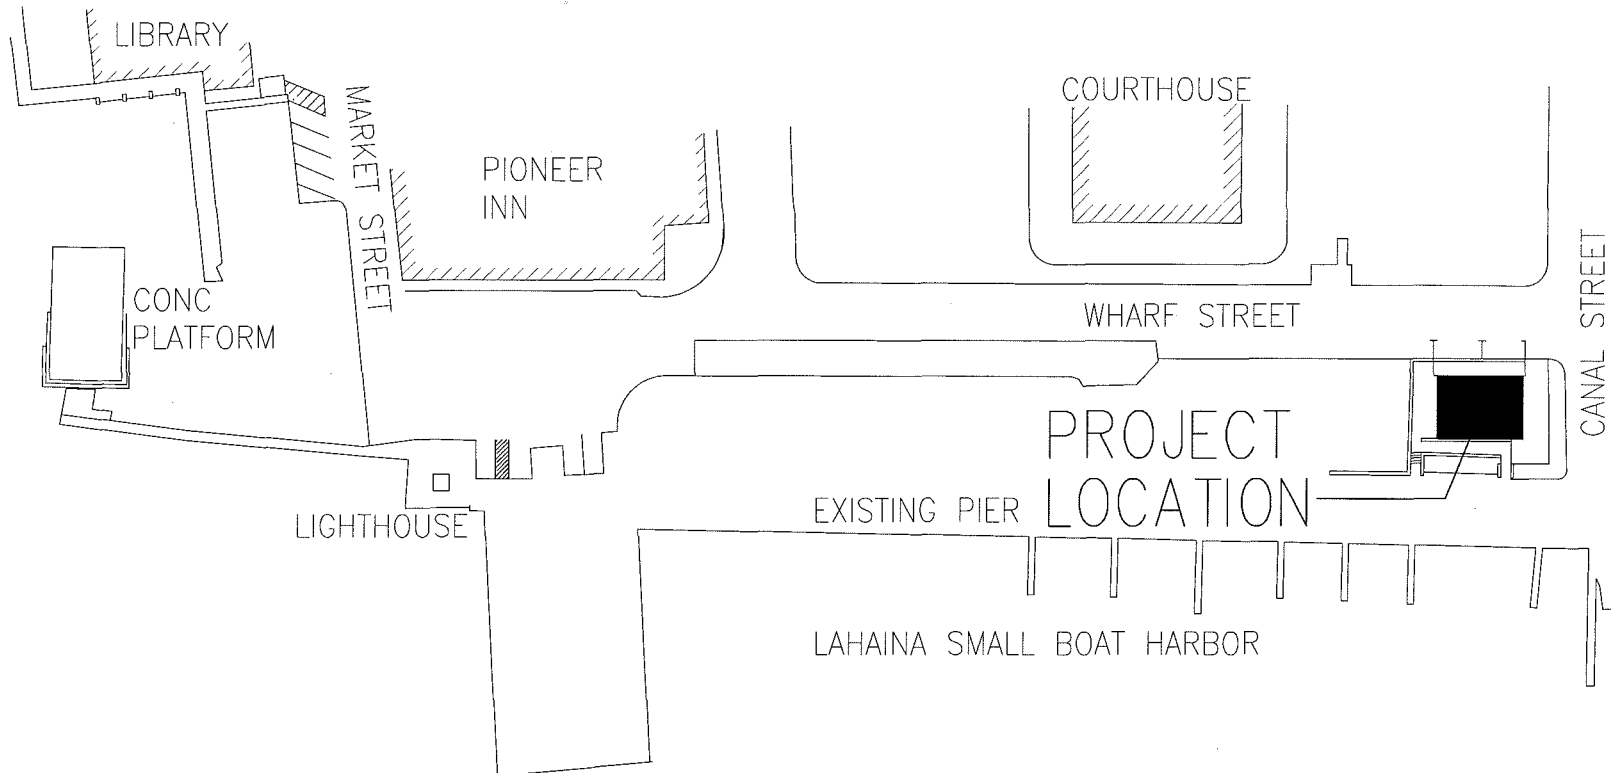 LIBRARY
COURTHOUSE
MARKET STREET
PIONEER
INN
CONC
PLATFORM
WHARF STREET
CANAL STREET
PROJECT
LOCATION
EXISTING PIER
LIGHTHOUSE
LAHAINA SMALL BOAT HARBOR